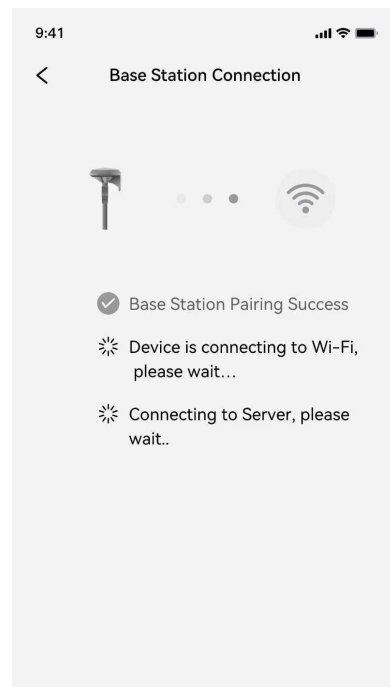 9:41
Base Station Connection
Base Station Pairing Success
Device is connecting to Wi-Fi,
please wait...
Connecting to Server, please
wait..